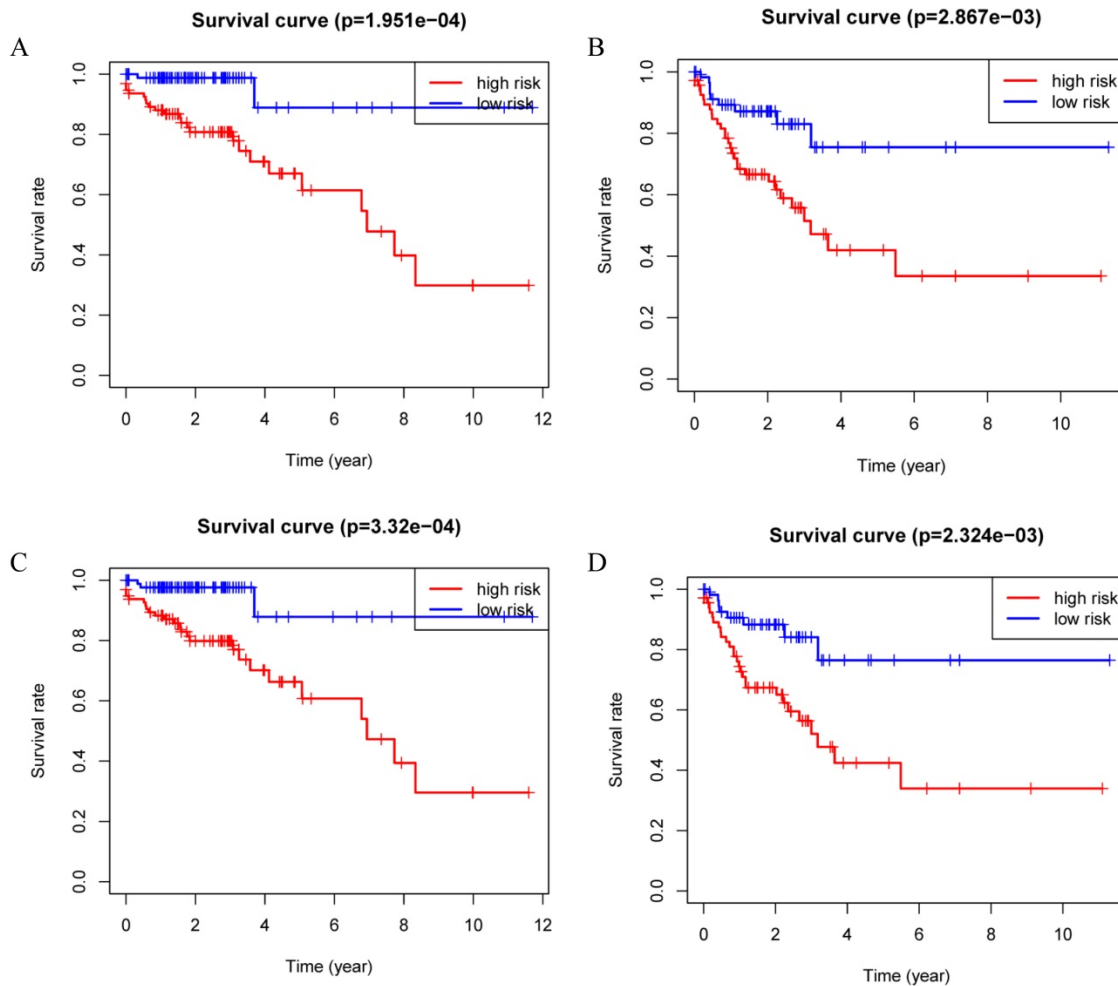 A
Survival curve (p=1.951e−04)
Survival rate
0.0 0.2 0.4 0.6 0.8 1.0
high risk
low risk
0 2 4 6 8 10 12
Time (year)
B
Survival curve (p=2.867e−03)
Survival rate
0.0 0.2 0.4 0.6 0.8 1.0
high risk
low risk
0 2 4 6 8 10
Time (year)
C
Survival curve (p=3.32e−04)
Survival rate
0.0 0.2 0.4 0.6 0.8 1.0
high risk
low risk
0 2 4 6 8 10 12
Time (year)
D
Survival curve (p=2.324e−03)
Survival rate
0.0 0.2 0.4 0.6 0.8 1.0
high risk
low risk
0 2 4 6 8 10
Time (year)